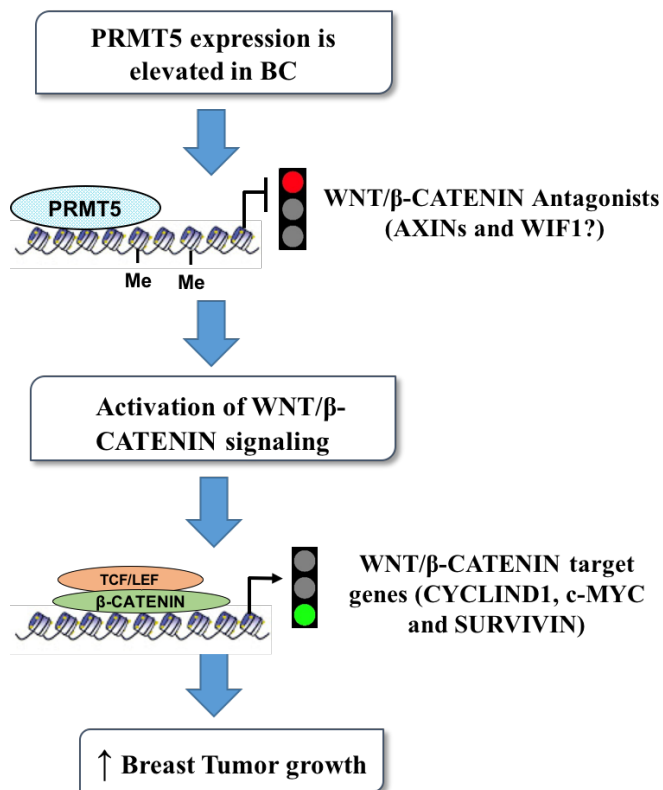 PRMT5 expression is
elevated in BC
PRMT5
Me
Me
WNT/β-CATENIN Antagonists
(AXINs and WIF1?)
Activation of WNT/β-
CATENIN signaling
TCF/LEF
β-CATENIN
WNT/β-CATENIN target
genes (CYCLIND1, c-MYC
and SURVIVIN)
↑ Breast Tumor growth